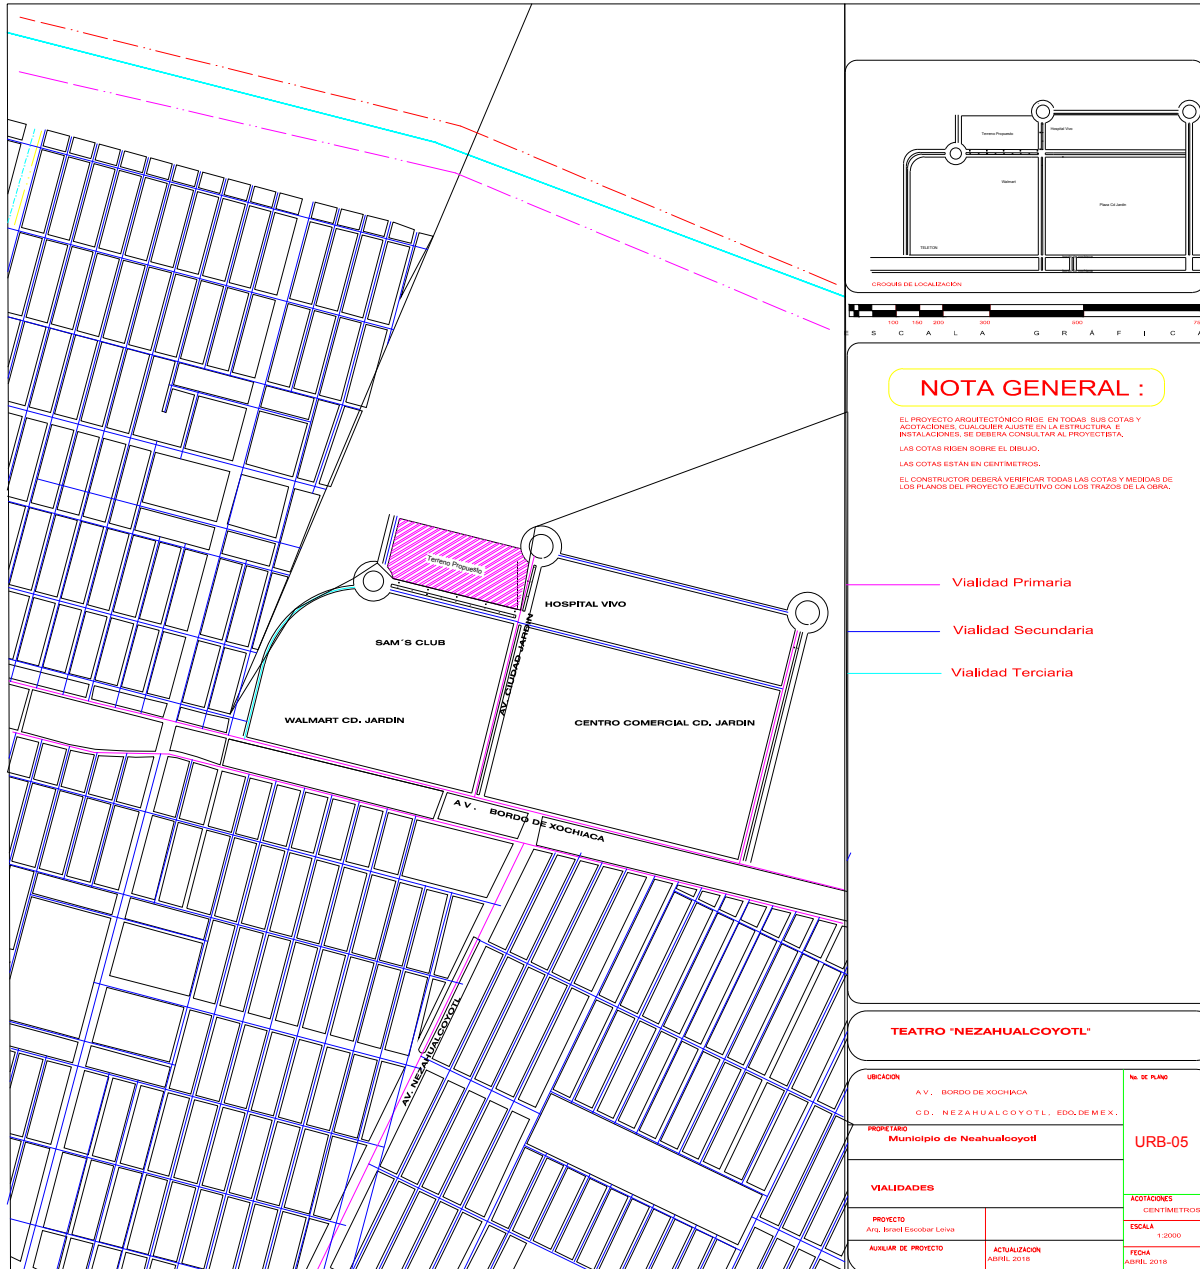 Terreno Propuesto
Hospital Vivo
Walmart
Plaza Cd.Jardin
TELETON
CROQUIS DE LOCALIZACIÓN
100 150 200 300 500
E S C A L A G R Á F I C A
NOTA GENERAL :
EL PROYECTO ARQUITECTÓNICO RIGE EN TODAS SUS COTAS Y
ACOTACIONES, CUALQUIER AJUSTE EN LA ESTRUCTURA E
INSTALACIONES, SE DEBERA CONSULTAR AL PROYECTISTA.
LAS COTAS RIGEN SOBRE EL DIBUJO.
LAS COTAS ESTÁN EN CENTÍMETROS.
EL CONSTRUCTOR DEBERÁ VERIFICAR TODAS LAS COTAS Y MEDIDAS DE
LOS PLANOS DEL PROYECTO EJECUTIVO CON LOS TRAZOS DE LA OBRA.
Vialidad Primaria
Vialidad Secundaria
Vialidad Terciaria
Terreno Propuesto
HOSPITAL VIVO
SAM´S CLUB
AV. CIUDAD JARDIN
WALMART CD. JARDIN
CENTRO COMERCIAL CD. JARDIN
AV. BORDO DE XOCHIACA
AV. NEZAHUALCOYOTL
TEATRO "NEZAHUALCOYOTL"
UBICACION
AV. BORDO DE XOCHIACA
CD. NEZAHUALCOYOTL. EDO.DEMEX.
No. DE PLANO
URB-05
PROPIETARIO
Municipio de Neahualcoyotl
VIALIDADES
ACOTACIONES
CENTÍMETROS
PROYECTO
Arq. Israel Escobar Leiva
ESCALA
1:2000
AUXILIAR DE PROYECTO
ACTUALIZACION
ABRIL 2018
FECHA
ABRIL 2018